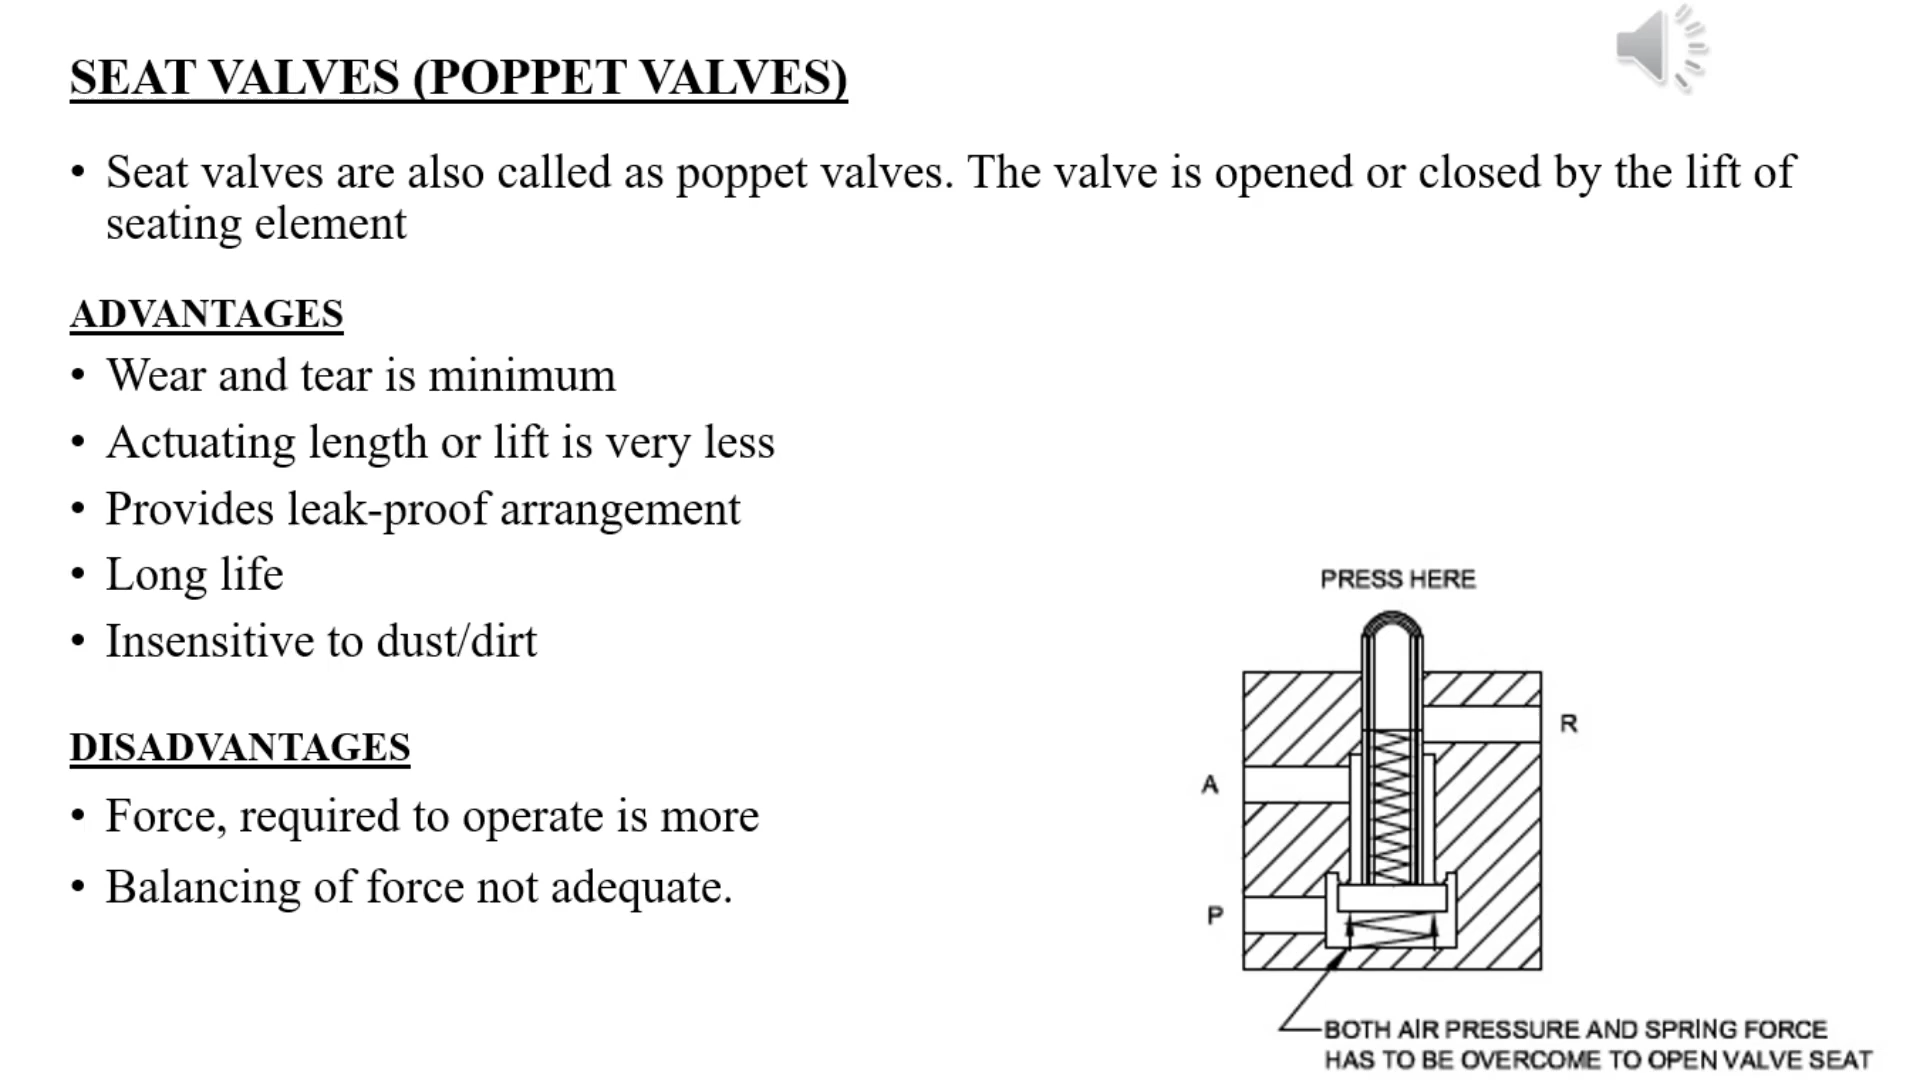 SEAT VALVES (POPPET VALVES)
• Seat valves are also called as poppet valves. The valve is opened or closed by the lift of
seating element
ADVANTAGES
• Wear and tear is minimum
• Actuating length or lift is very less
• Provides leak-proof arrangement
• Long life
• Insensitive to dust/dirt
DISADVANTAGES
• Force, required to operate is more
• Balancing of force not adequate.
PRESS HERE
R
A
P
BOTH AIR PRESSURE AND SPRING FORCE
HAS TO BE OVERCOME TO OPEN VALVE SEAT